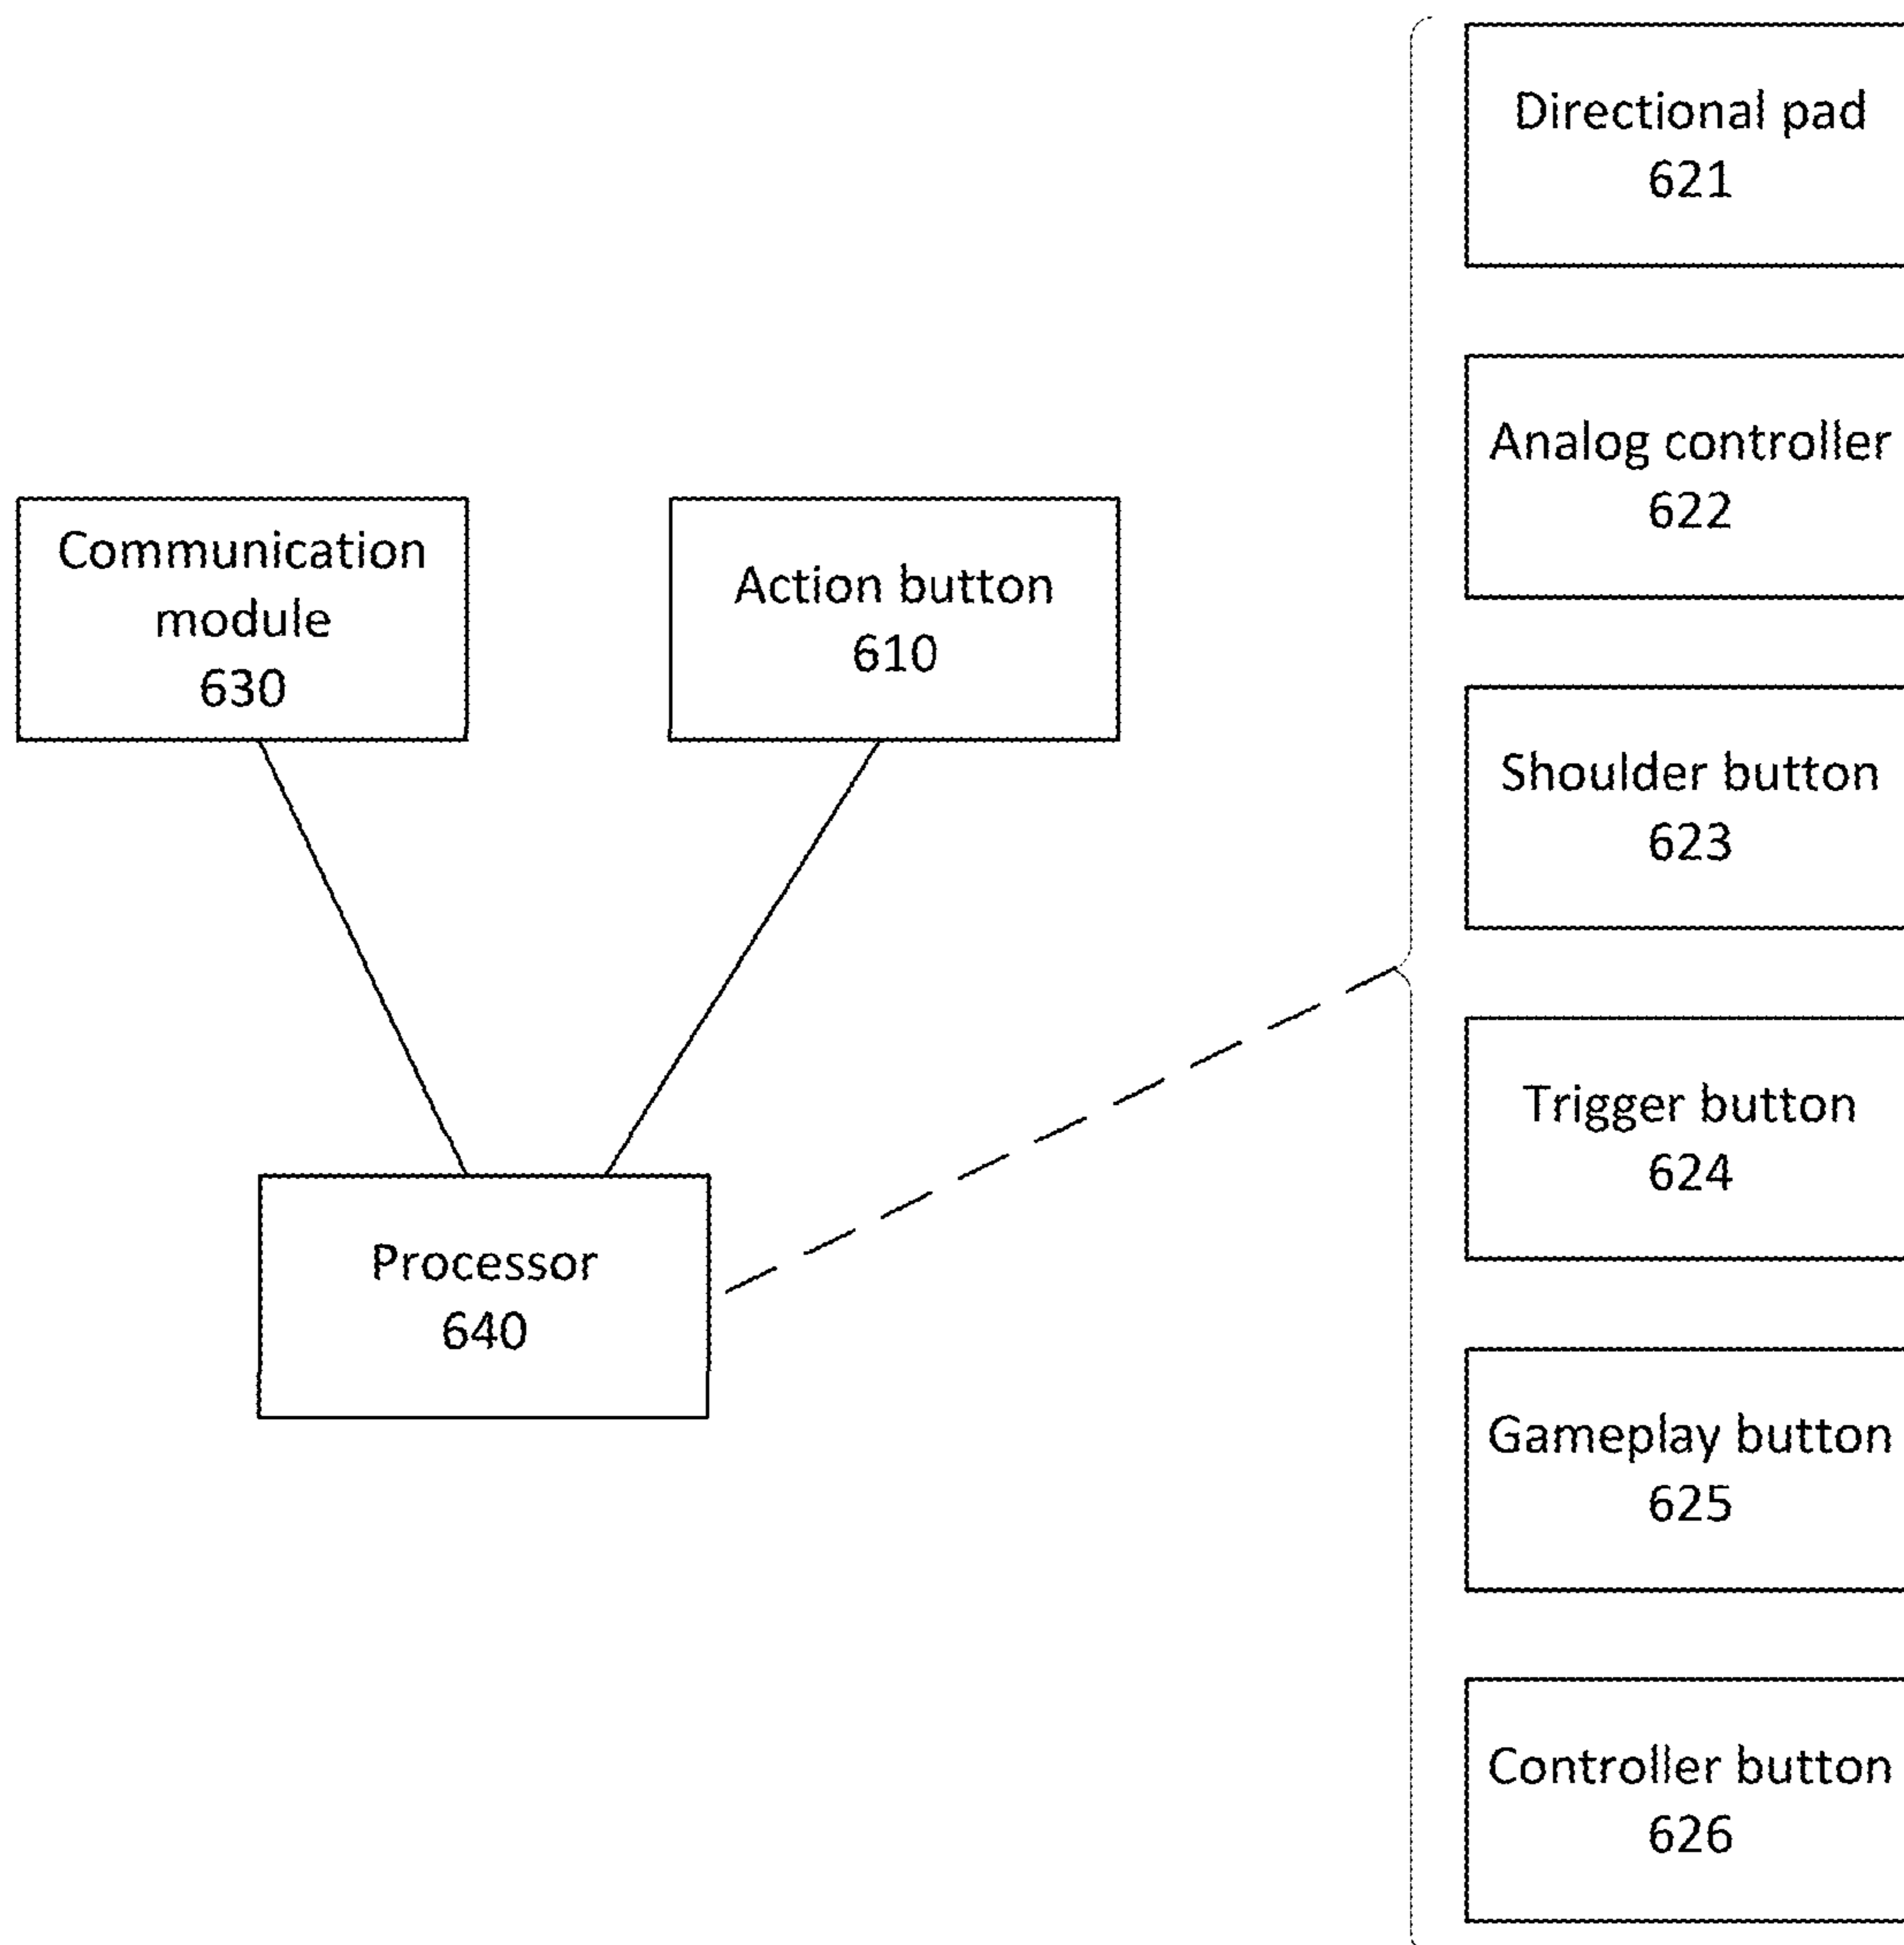 Directional pad
621
Analog controller
622
Communication
module
630
Action button
610
Shoulder button
623
Trigger button
624
Processor
640
Gameplay button
625
Controller button
626